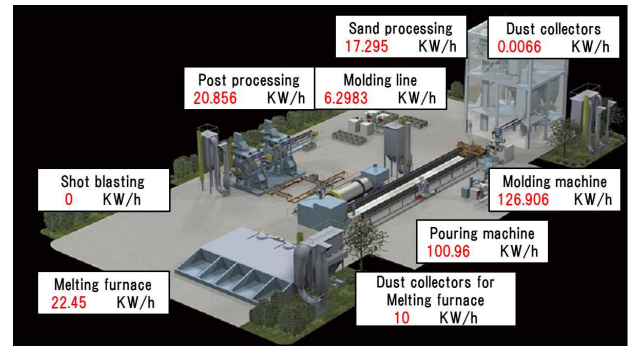 Sand processing
17.295 KW/h
Dust collectors
0.0066 KW/h
Post processing
20.856 KW/h
Molding line
6.2983 KW/h
Shot blasting
0 KW/h
Molding machine
126.906 KW/h
Pouring machine
100.96 KW/h
Melting furnace
22.45 KW/h
Dust collectors for
Melting furnace
10 KW/h